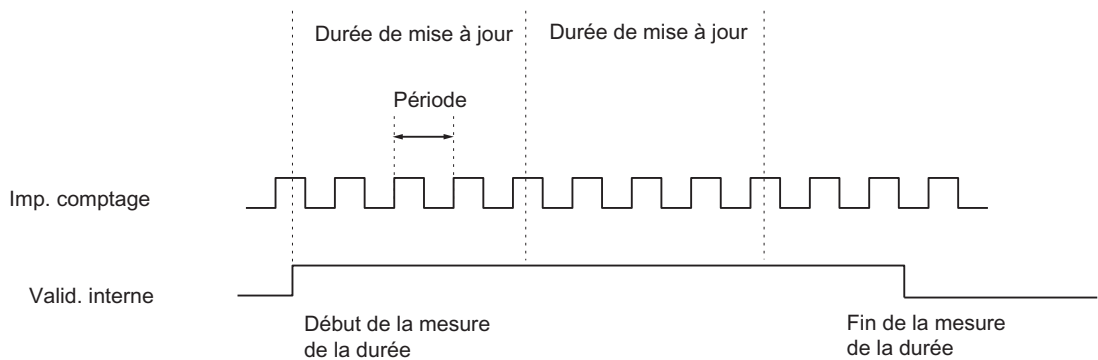 Durée de mise à jour
Durée de mise à jour
Période
Imp. comptage
Valid. interne
Début de la mesure
de la durée
Fin de la mesure
de la durée